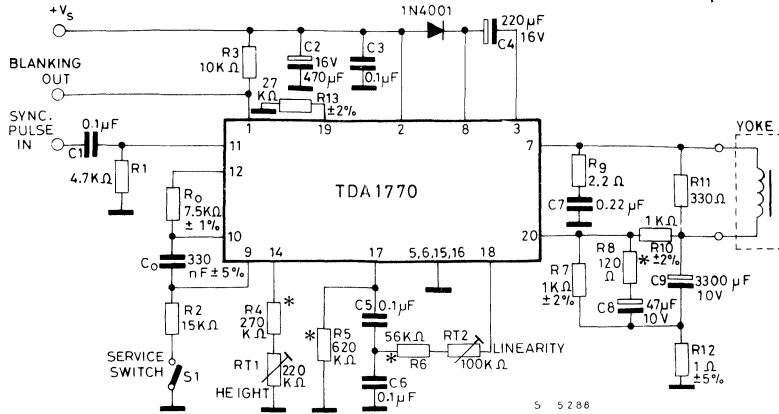 +Vs
1N4001
220µF
16V
C4
R3
10KΩ
C2
16V
470µF
C3
0.1µF
BLANKING
OUT
27
KΩ
R13
±2%
SYNC.
PULSE
IN
0.1µF
C1
R1
4.7KΩ
1
19
2
8
3
11
12
10
9
14
17
5,6,15,16
18
7
20
TDA1770
Ro
7.5KΩ
± 1%
Co
330
nF±5%
R2
15KΩ
SERVICE
SWITCH
S1
R4
270
KΩ
*
RT1
220
KΩ
HEIGHT
*
R5
620
KΩ
C5
0.1µF
56KΩ
*
R6
RT2
100KΩ
LINEARITY
C6
0.1µF
YOKE
R9
2.2Ω
C7
0.22µF
R11
330Ω
1KΩ
R10
±2%
R8
120
Ω
*
R7
1KΩ
±2%
C8
47µF
10V
C9
3300µF
10V
R12
1Ω
±5%
S 5288